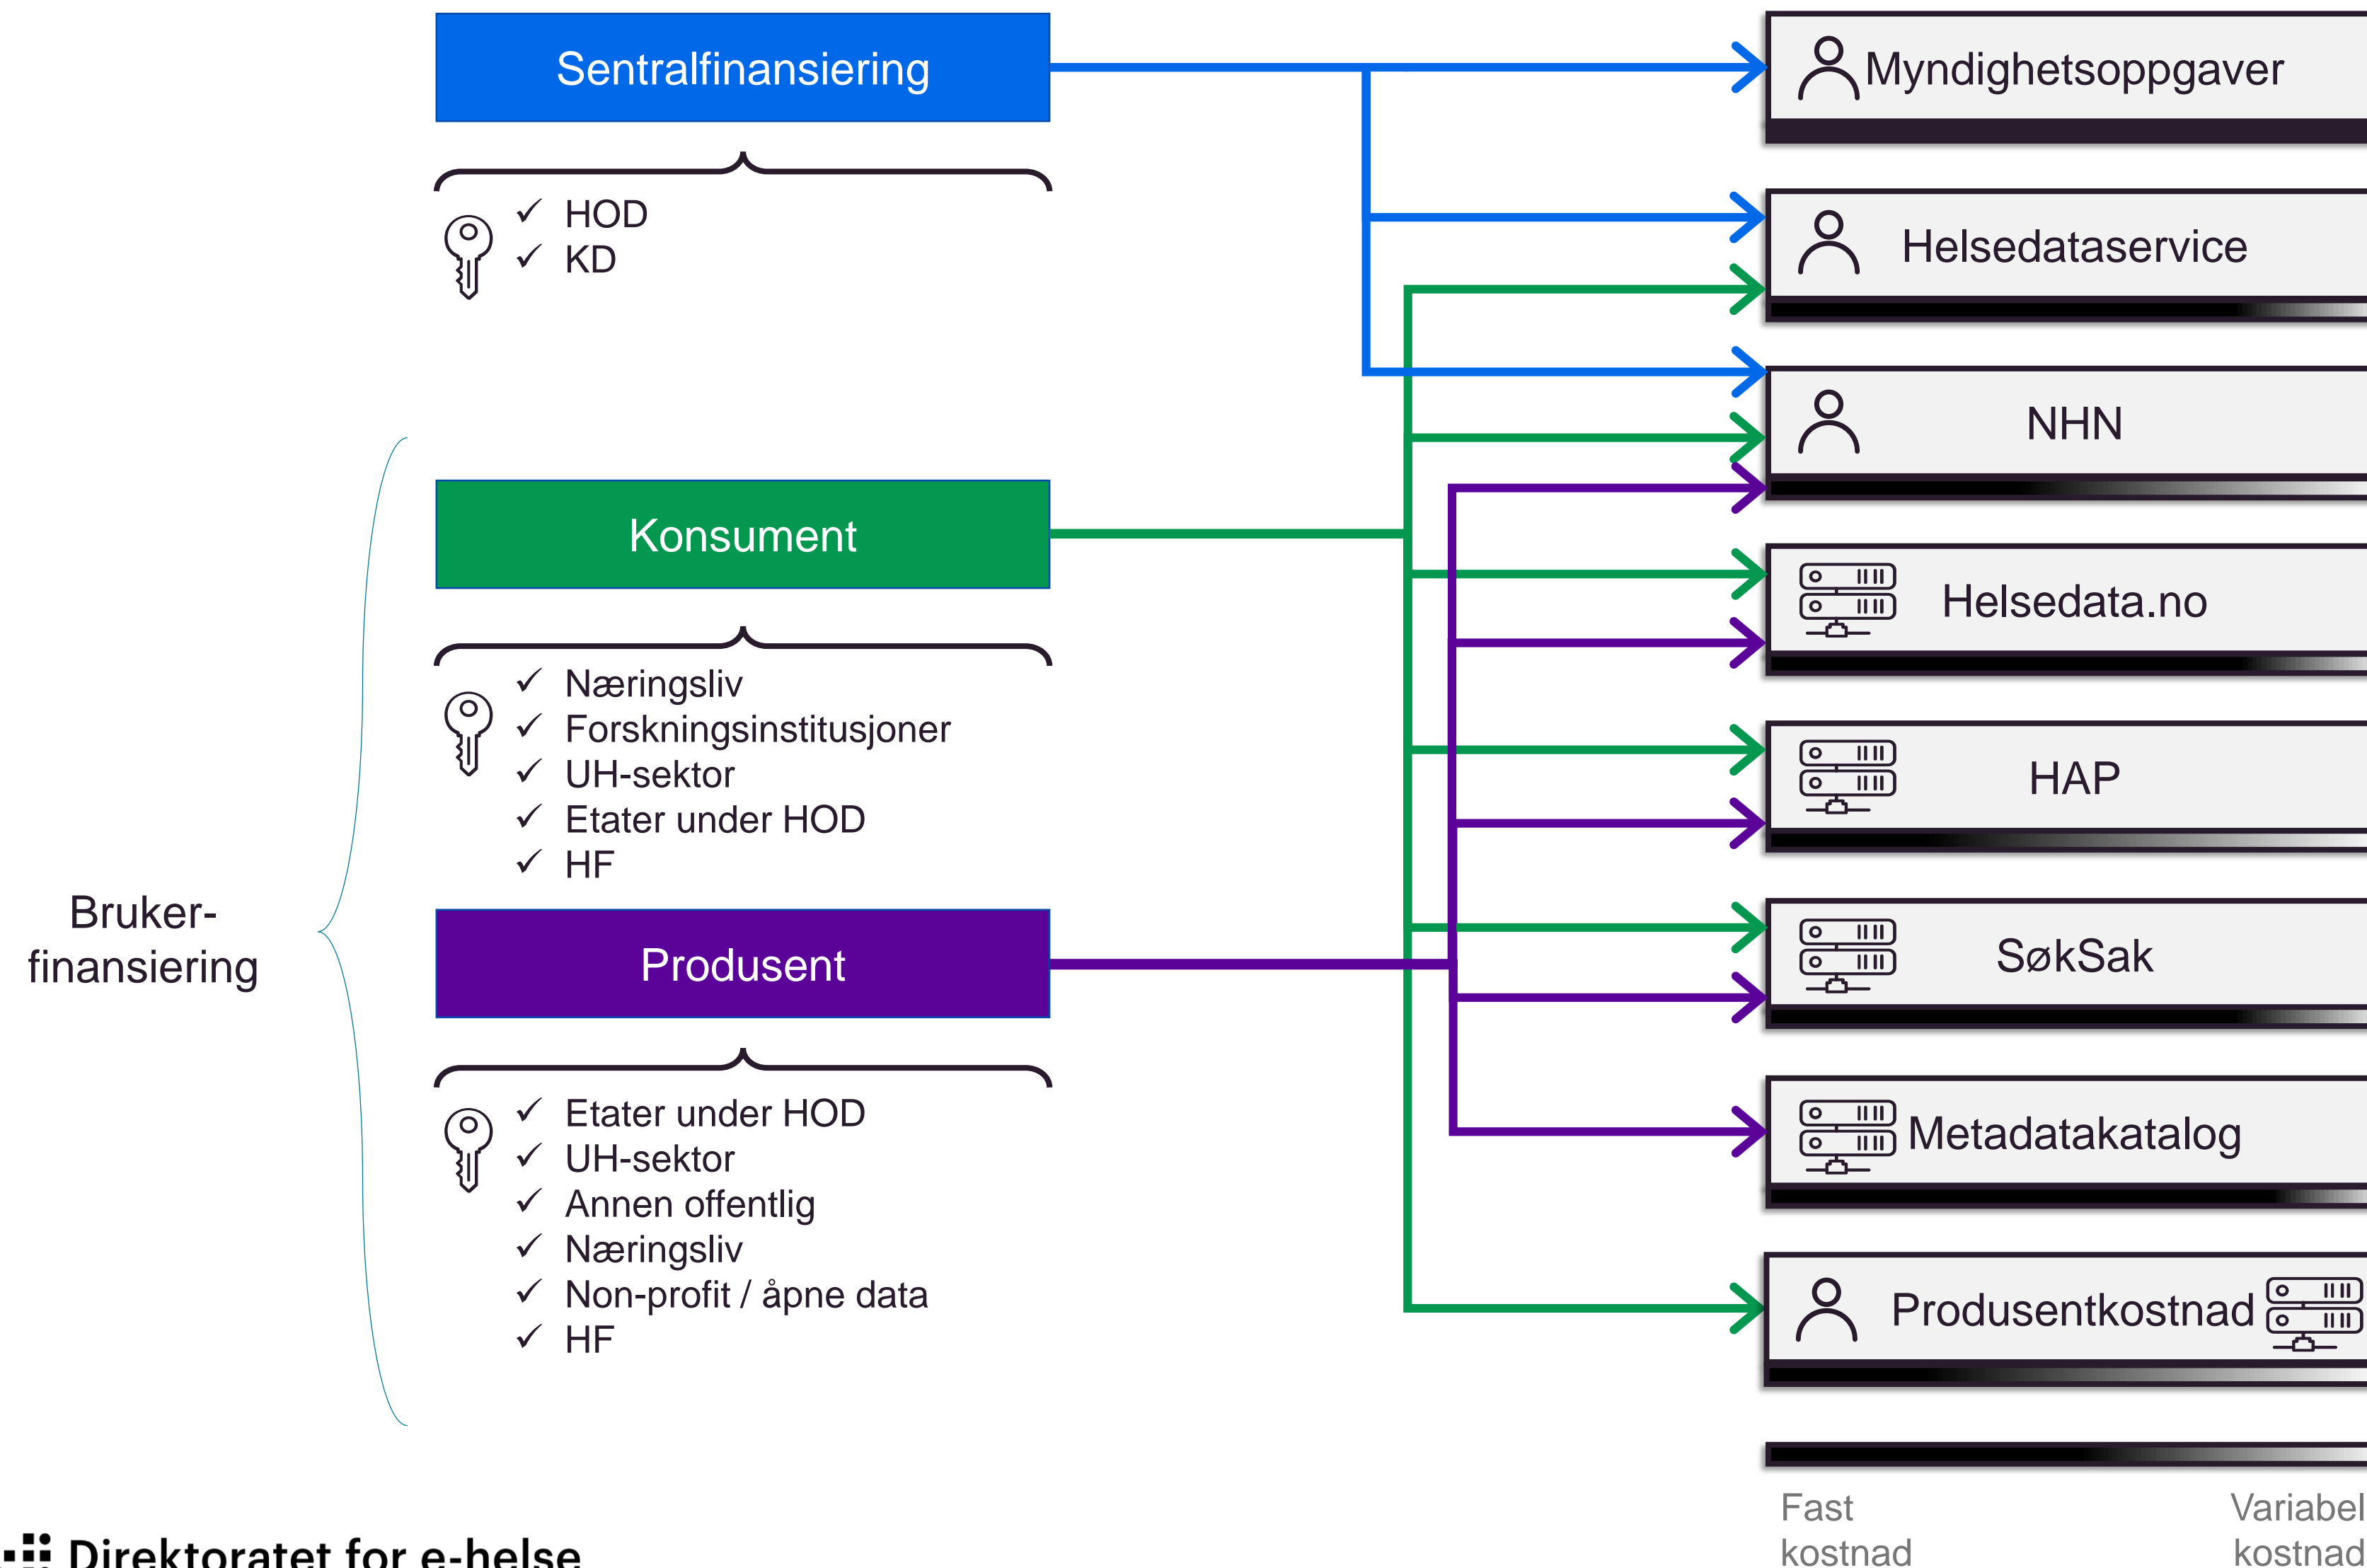 Sentralfinansiering
HOD
KD
Bruker-
finansiering
Konsument
Næringsliv
Forskningsinstitusjoner
UH-sektor
Etater under HOD
HF
Produsent
Etater under HOD
UH-sektor
Annen offentlig
Næringsliv
Non-profit / åpne data
HF
Myndighetsoppgaver
Helsedataservice
NHN
Helsedata.no
HAP
SøkSak
Metadatakatalog
Produsentkostnad
Fast
kostnad
Variabel
kostnad
Direktoratet for e-helse